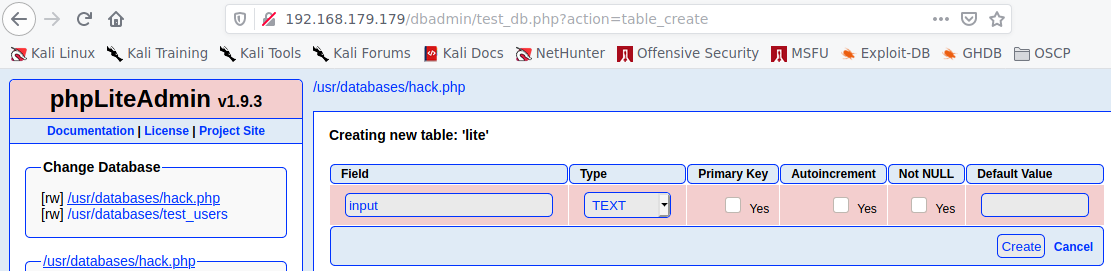 192.168.179.179/dbadmin/test_db.php?action=table_create
Kali Linux Kali Training Kali Tools Kali Forums Kali Docs NetHunter Offensive Security MSFU Exploit-DB GHDB OSCP
phpLiteAdmin v1.9.3
Documentation | License | Project Site
Change Database
[rw] /usr/databases/hack.php
[rw] /usr/databases/test_users
/usr/databases/hack.php
/usr/databases/hack.php
Creating new table: 'lite'
Field Type Primary Key Autoincrement Not NULL Default Value
input TEXT Yes Yes Yes
Create Cancel